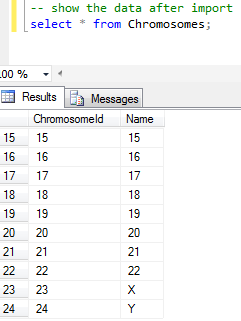 -- show the data after import
select * from Chromosomes;
.00 %
Results Messages
ChromosomeId Name
15 15 15
16 16 16
17 17 17
18 18 18
19 19 19
20 20 20
21 21 21
22 22 22
23 23 X
24 24 Y